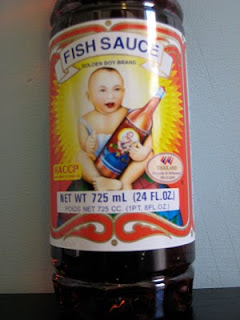 FISH SAUCE
GOLDEN BOY BRAND
HACCP
THAILAND
NET WT 725 mL (24 FL.OZ.)
POIDS NET 725 CC. (1PT. 8FL.OZ.)